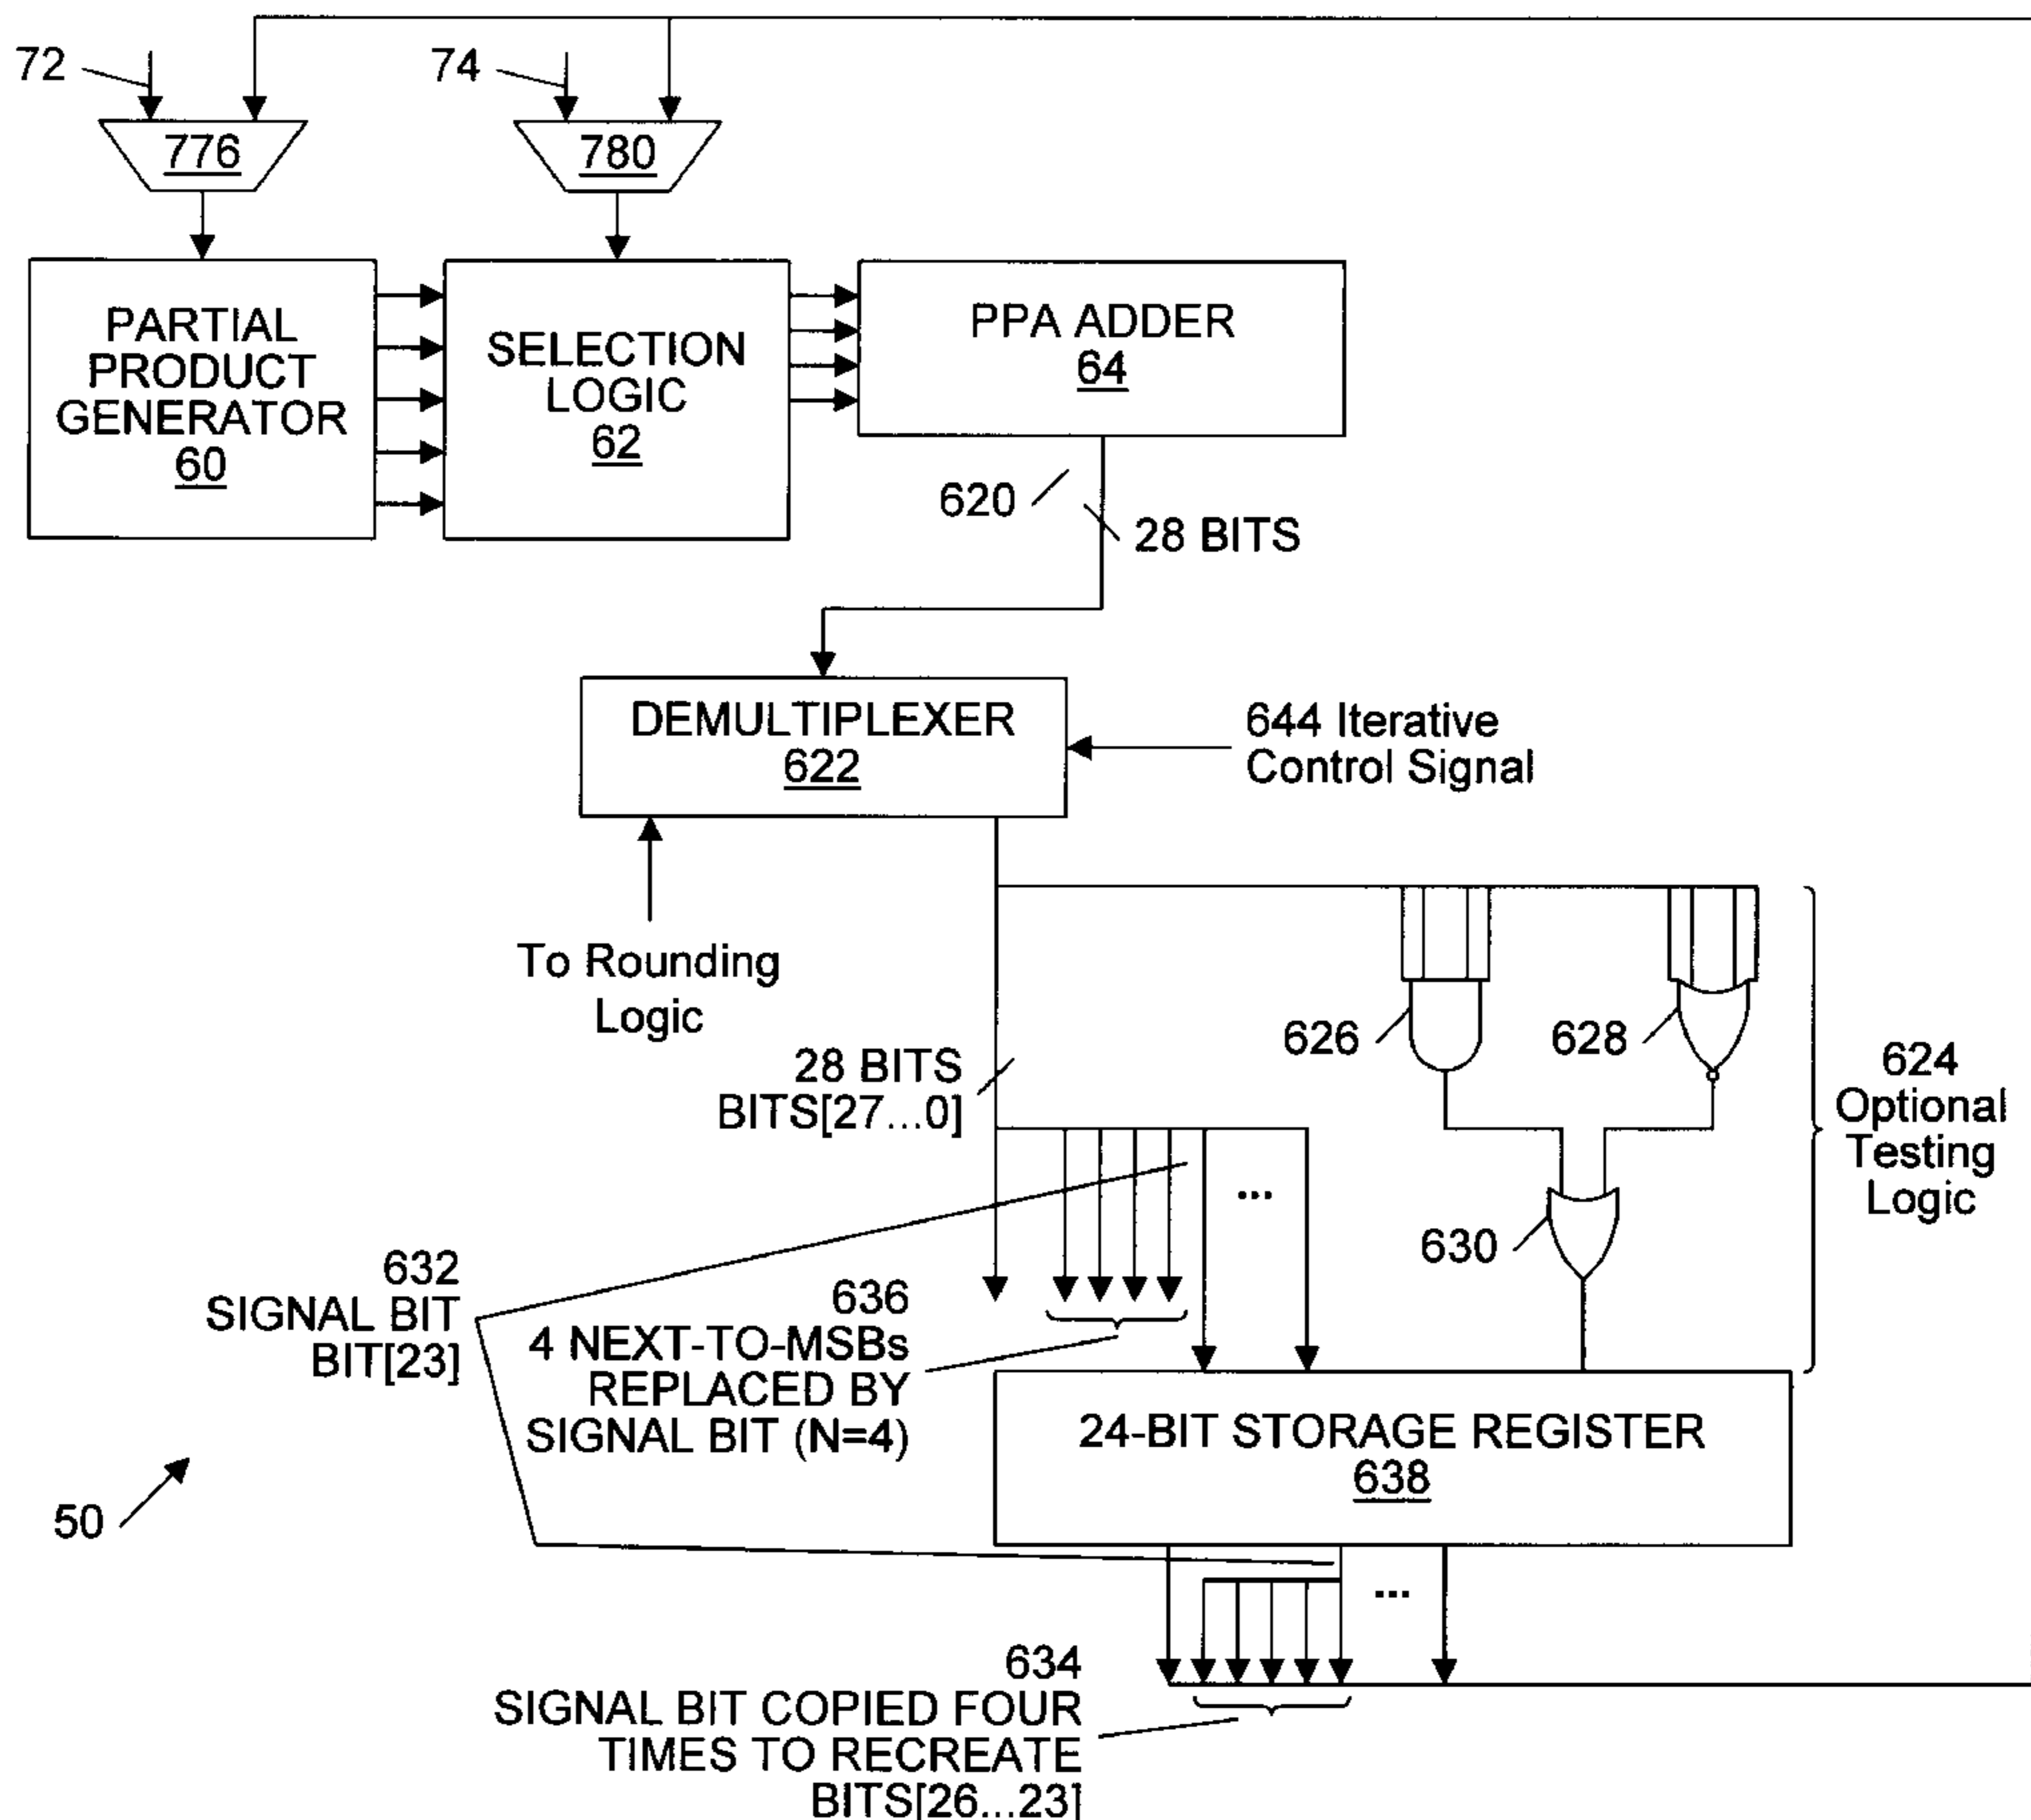 72
74
776
780
PARTIAL
PRODUCT
GENERATOR
60
SELECTION
LOGIC
62
PPA ADDER
64
620
28 BITS
DEMULTIPLEXER
622
644 Iterative
Control Signal
To Rounding
Logic
626
628
624
Optional
Testing
Logic
28 BITS
BITS[27...0]
...
630
632
SIGNAL BIT
BIT[23]
636
4 NEXT-TO-MSBs
REPLACED BY
SIGNAL BIT (N=4)
24-BIT STORAGE REGISTER
638
50
...
634
SIGNAL BIT COPIED FOUR
TIMES TO RECREATE
BITS[26...23]